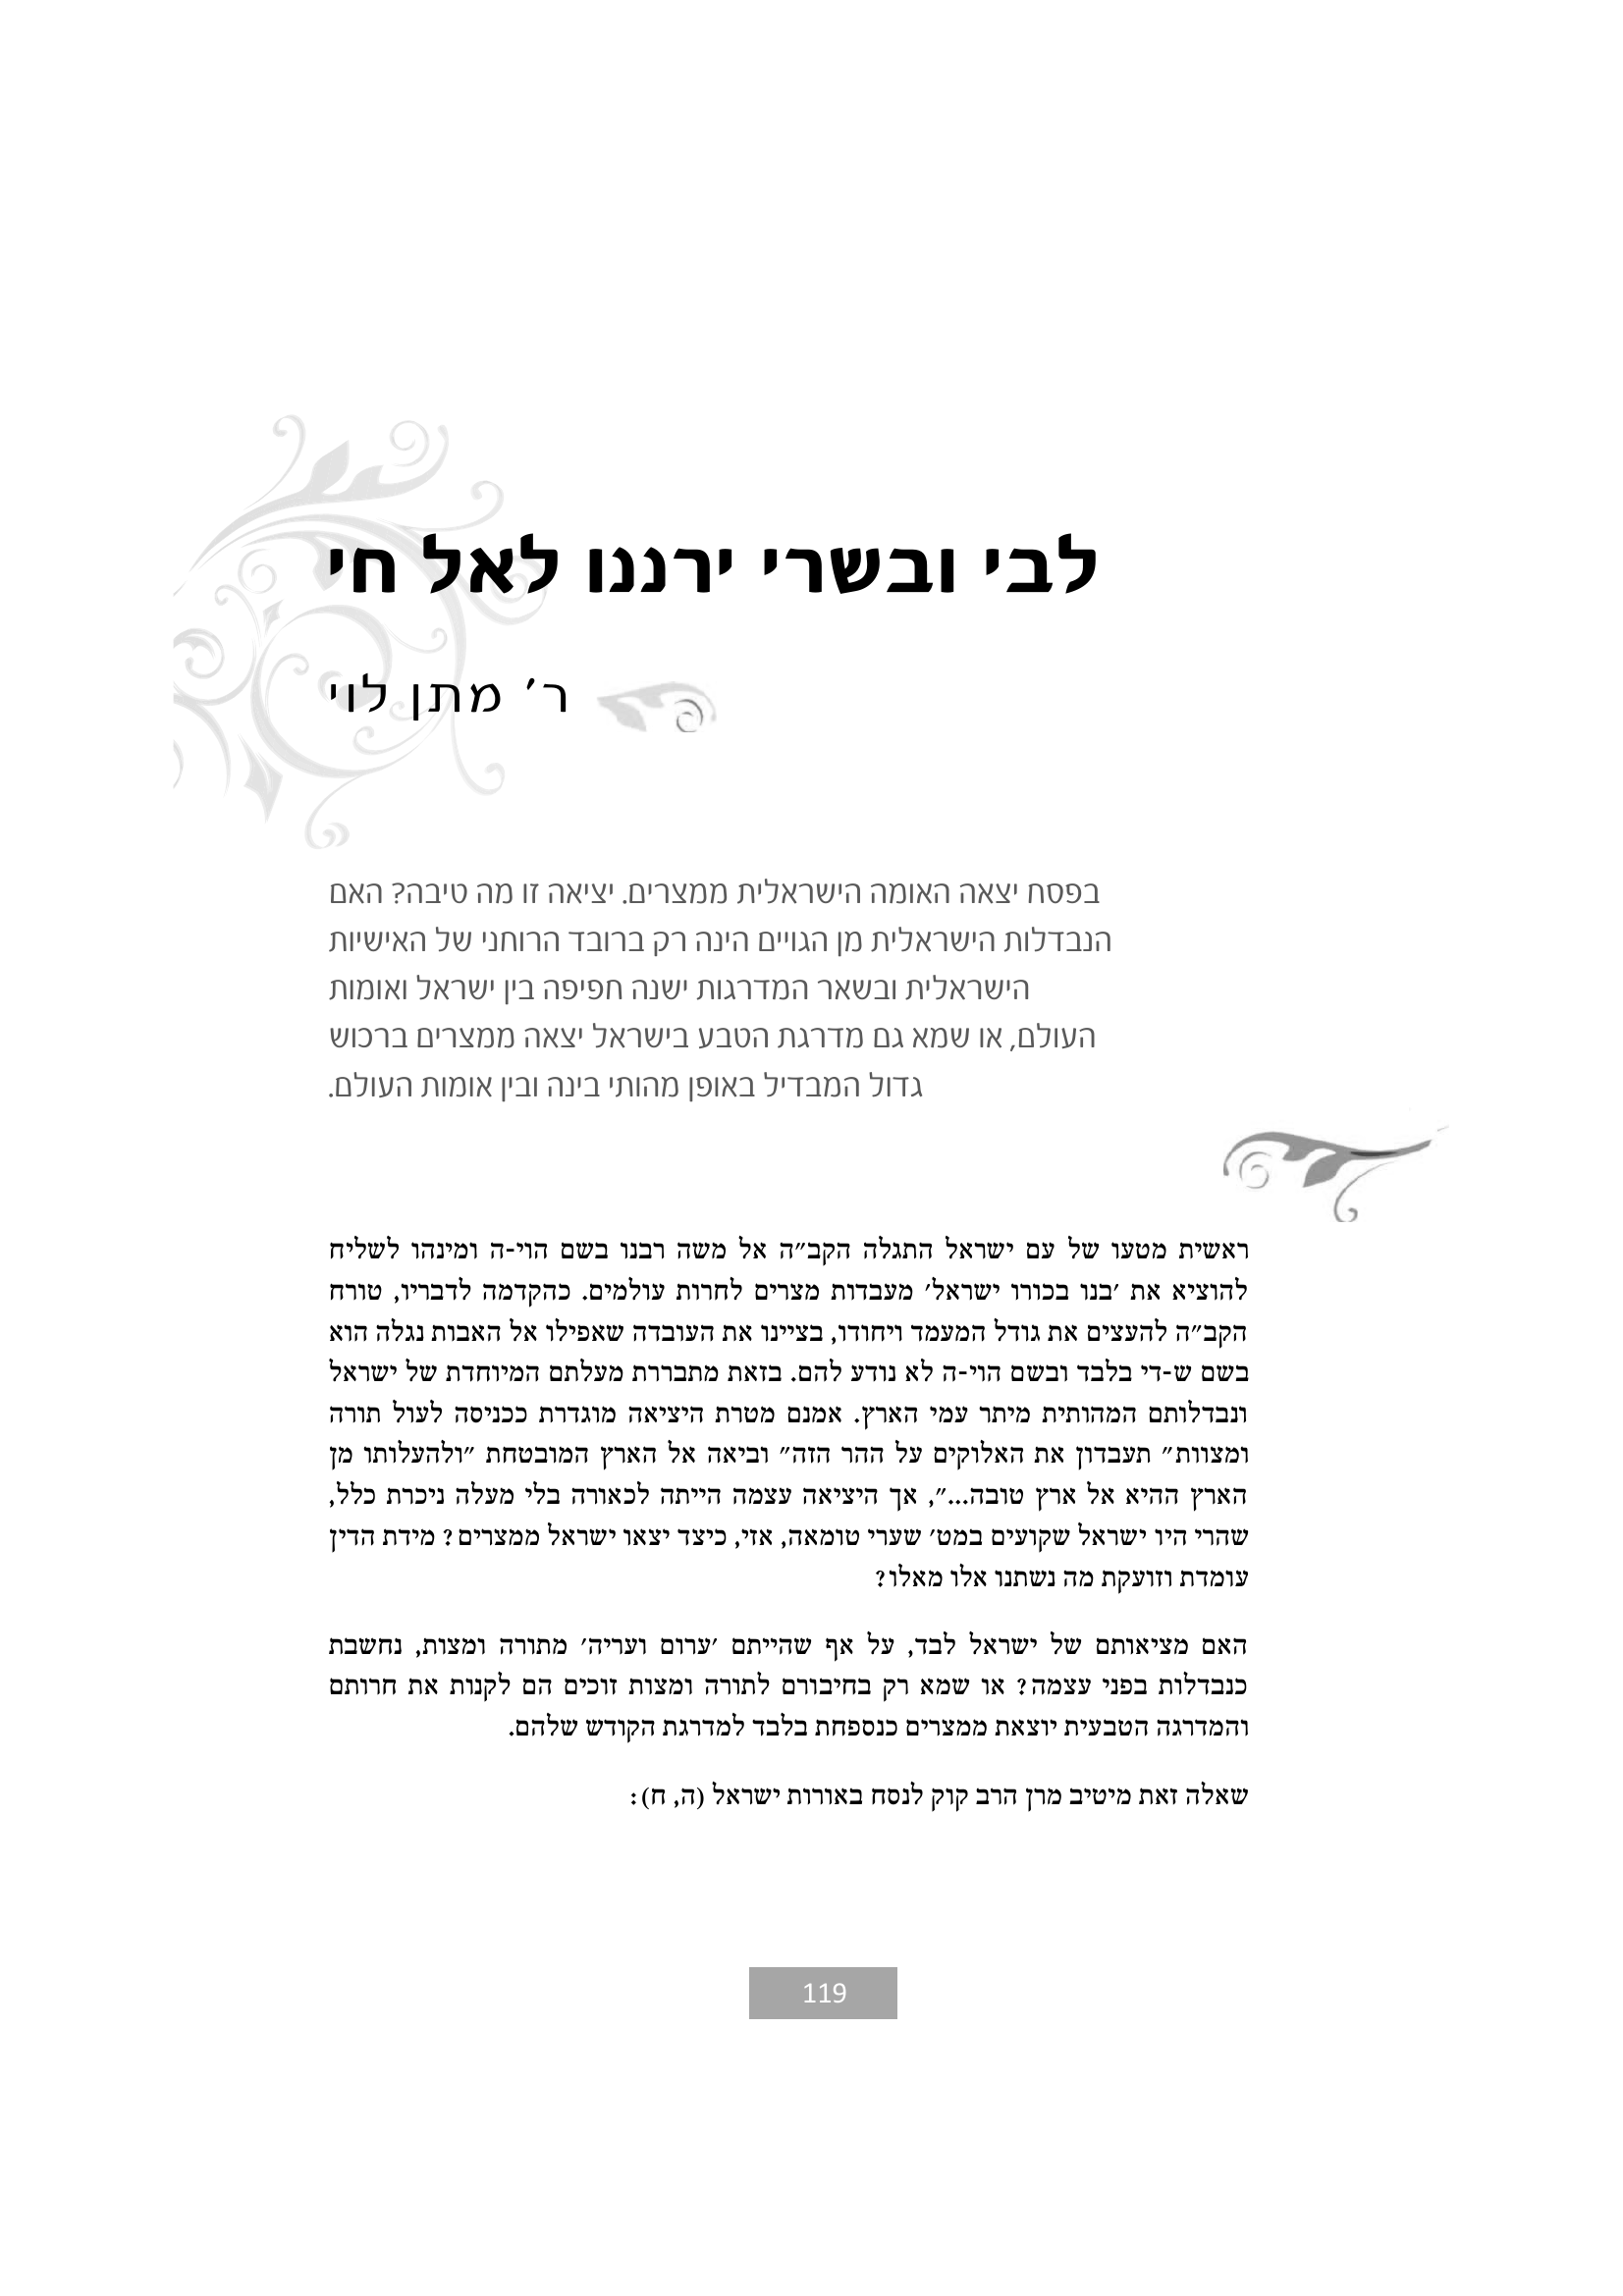 לבי ובשרי ירננו לאל חי
ר' מתן לוי
בפסח יצאה האומה הישראלית ממצרים. יציאה זו מה טיבה? האם
הנבדלות הישראלית מן הגויים הינה רק ברובד הרוחני של האישיות
הישראלית ובשאר המדרגות ישנה חפיפה בין ישראל ואומות
העולם, או שמא גם מדרגת הטבע בישראל יצאה ממצרים ברכוש
גדול המבדיל באופן מהותי בינה ובין אומות העולם.
ראשית מטעו של עם ישראל התגלה הקב"ה אל משה רבנו בשם הוי-ה ומינהו לשליח
להוציא את 'בנו בכורו ישראל' מעבדות מצרים לחרות עולמים. כהקדמה לדבריו, טורח
הקב"ה להעצים את גודל המעמד ויחודו, בציינו את העובדה שאפילו אל האבות נגלה הוא
בשם ש-די בלבד ובשם הוי-ה לא נודע להם. בזאת מתבררת מעלתם המיוחדת של ישראל
ונבדלותם המהותית מיתר עמי הארץ. אמנם מטרת היציאה מוגדרת ככניסה לעול תורה
ומצוות" תעבדון את האלוקים על ההר הזה" וביאה אל הארץ המובטחת "ולהעלותו מן
הארץ ההיא אל ארץ טובה...", אך היציאה עצמה הייתה לכאורה בלי מעלה ניכרת כלל,
שהרי היו ישראל שקועים במט' שערי טומאה, אזי, כיצד יצאו ישראל ממצרים? מידת הדין
עומדת וזועקת מה נשתנו אלו מאלו?
האם מציאותם של ישראל לבד, על אף שהייתם 'ערום ועריה' מתורה ומצות, נחשבת
כנבדלות בפני עצמה? או שמא רק בחיבורם לתורה ומצות זוכים הם לקנות את חרותם
והמדרגה הטבעית יוצאת ממצרים כנספחת בלבד למדרגת הקודש שלהם.
שאלה זאת מיטיב מרן הרב קוק לנסח באורות ישראל (ה, ח):
119